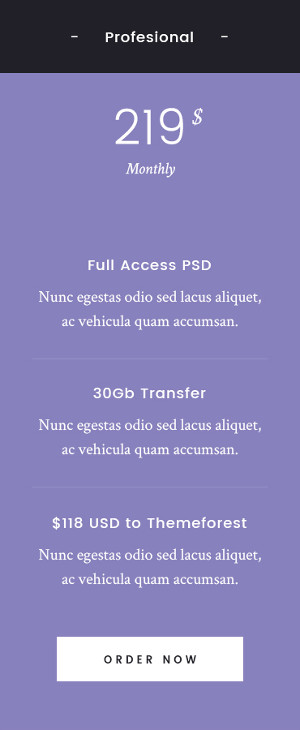 - Profesional -
219 $
Monthly
Full Access PSD
Nunc egestas odio sed lacus aliquet,
ac vehicula quam accumsan.
30Gb Transfer
Nunc egestas odio sed lacus aliquet,
ac vehicula quam accumsan.
$118 USD to Themeforest
Nunc egestas odio sed lacus aliquet,
ac vehicula quam accumsan.
ORDER NOW